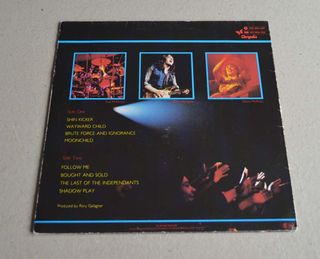 Chrysalis
Side One
SHIN KICKER
WAYWARD CHILD
BRUTE FORCE AND IGNORANCE
MOONCHILD
Side Two
FOLLOW ME
BOUGHT AND SOLD
THE LAST OF THE INDEPENDANTS
SHADOW PLAY
Produced by Rory Gallagher